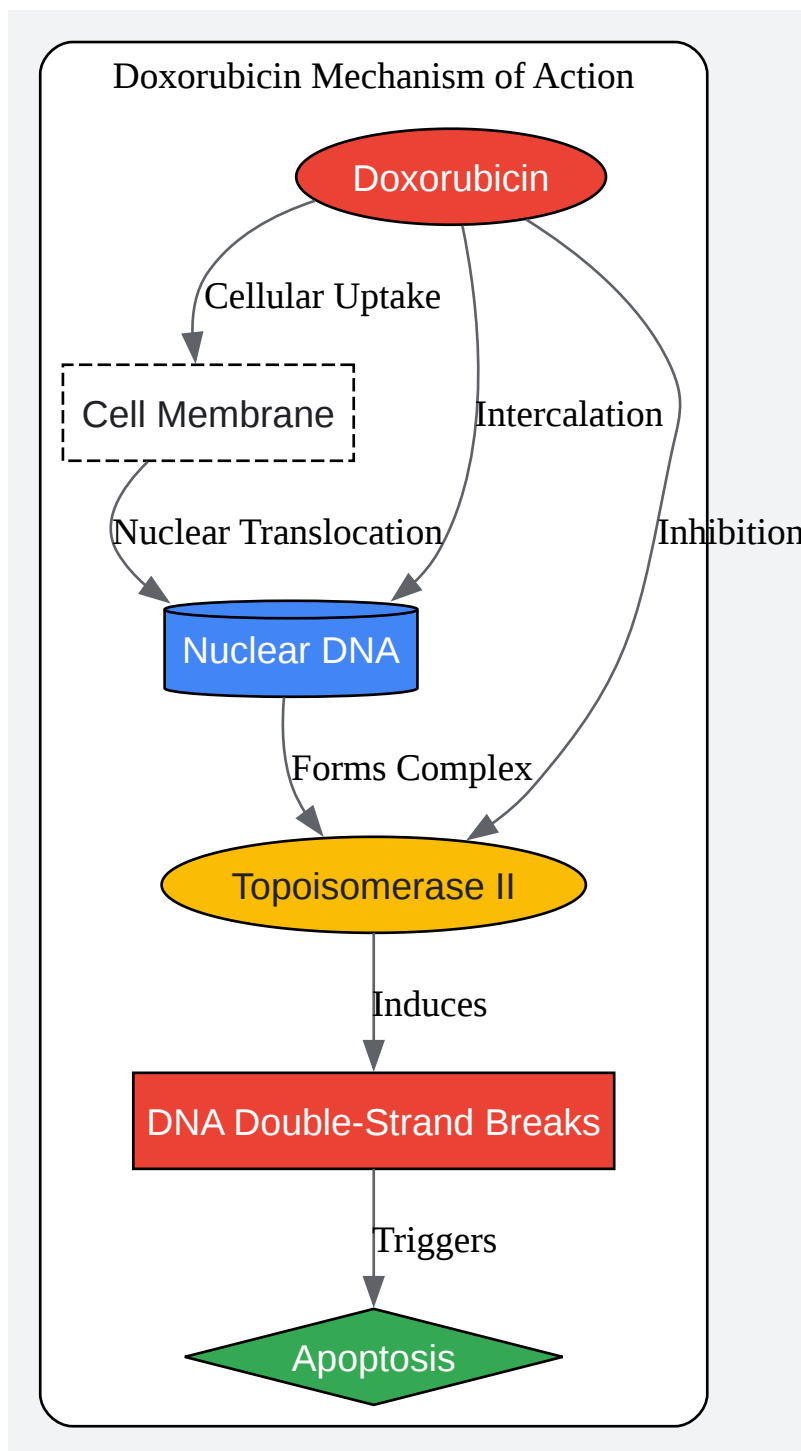 Doxorubicin Mechanism of Action
Doxorubicin
Cellular Uptake
Cell Membrane
Intercalation
Nuclear Translocation
Inhibition
Nuclear DNA
Forms Complex
Topoisomerase II
Induces
DNA Double-Strand Breaks
Triggers
Apoptosis